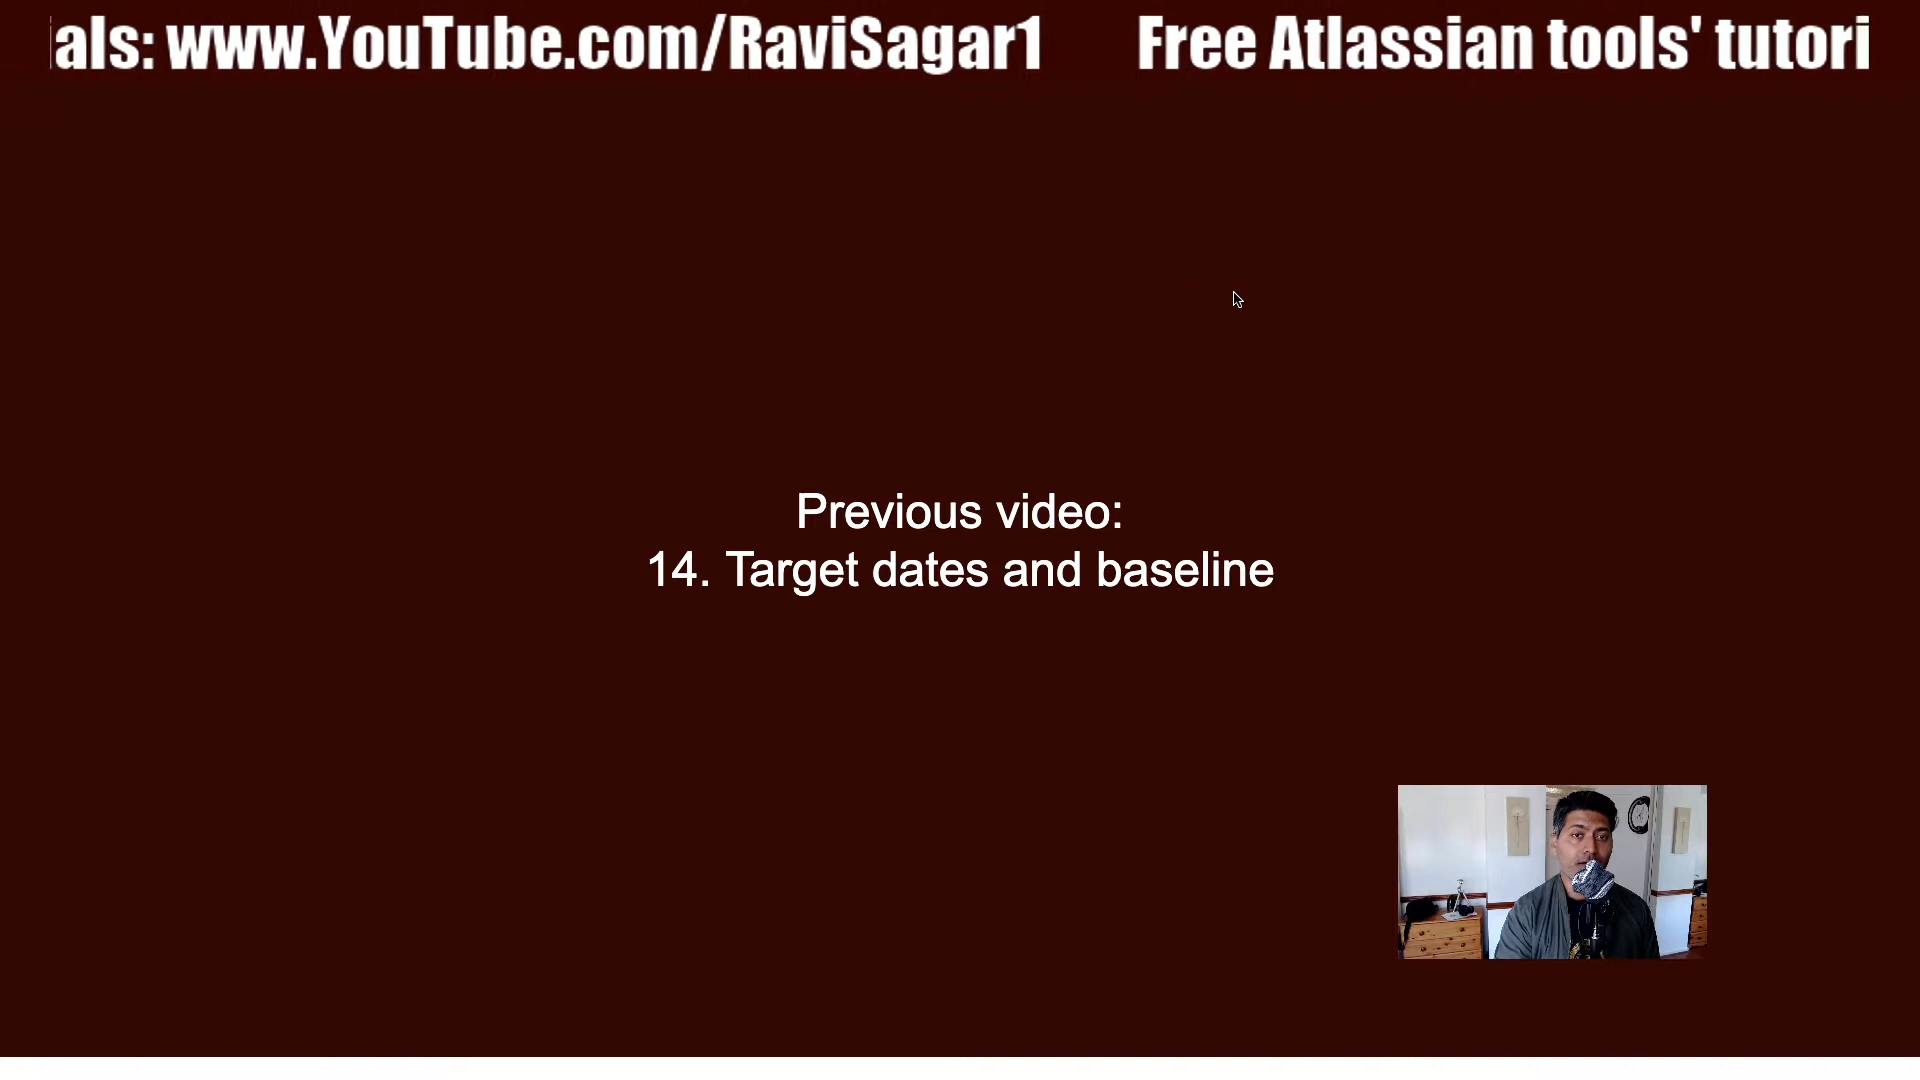 als: www.YouTube.com/RaviSagar1 Free Atlassian tools' tutori
Previous video:
14. Target dates and baseline